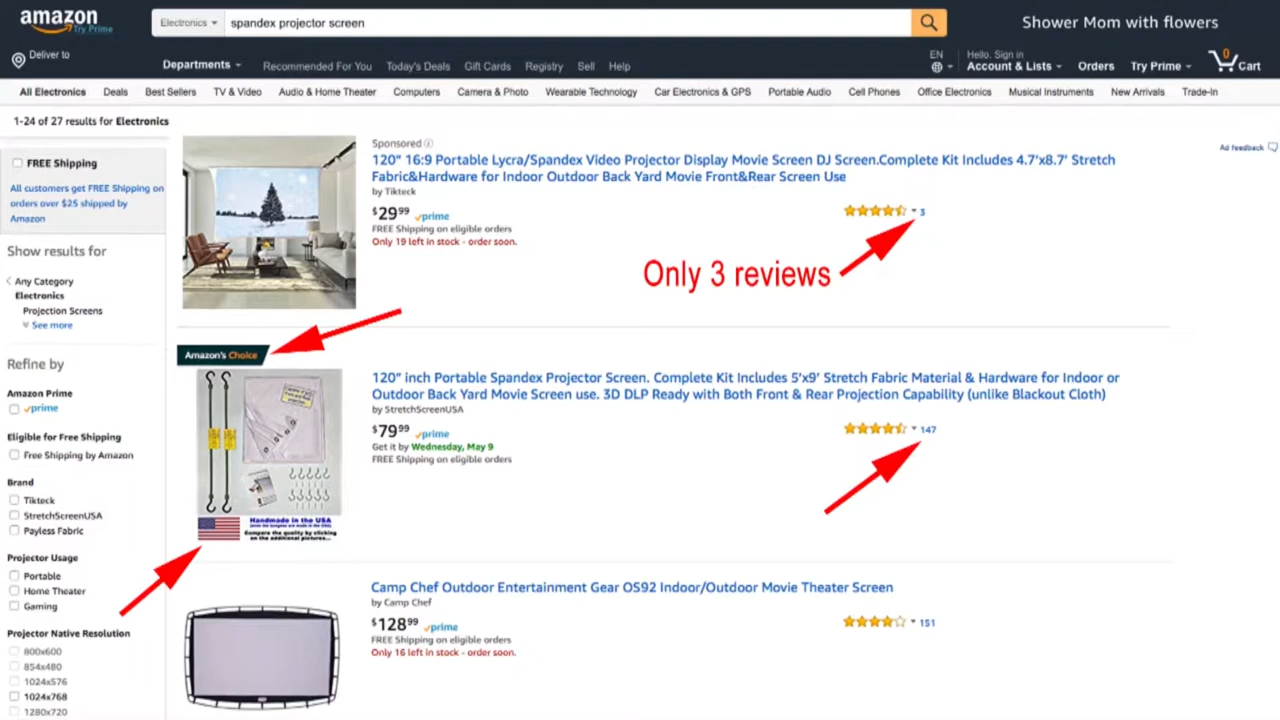 amazon
Try Prime
Electronics
spandex projector screen
Shower Mom with flowers
Deliver to
Departments
Recommended For You
Today's Deals
Gift Cards
Registry
Sell
Help
EN
Hello. Sign in
Account & Lists
Orders
Try Prime
0
Cart
All Electronics
Deals
Best Sellers
TV & Video
Audio & Home Theater
Computers
Camera & Photo
Wearable Technology
Car Electronics & GPS
Portable Audio
Cell Phones
Office Electronics
Musical Instruments
New Arrivals
Trade-In
1-24 of 27 results for Electronics
FREE Shipping
All customers get FREE Shipping on
orders over $25 shipped by
Amazon
Show results for
Any Category
Electronics
Projection Screens
See more
Refine by
Amazon Prime
prime
Eligible for Free Shipping
Free Shipping by Amazon
Brand
Tikteck
StretchScreenUSA
Payless Fabric
Projector Usage
Portable
Home Theater
Gaming
Projector Native Resolution
800x600
854x480
1024x576
1024x768
1280x720
Sponsored
Ad feedback
120" 16:9 Portable Lycra/Spandex Video Projector Display Movie Screen DJ Screen.Complete Kit Includes 4.7'x8.7' Stretch
Fabric&Hardware for Indoor Outdoor Back Yard Movie Front&Rear Screen Use
by Tikteck
$29.99 prime
3
FREE Shipping on eligible orders
Only 19 left in stock - order soon.
Only 3 reviews
Amazon's Choice
120" inch Portable Spandex Projector Screen. Complete Kit Includes 5'x9' Stretch Fabric Material & Hardware for Indoor or
Outdoor Back Yard Movie Screen use. 3D DLP Ready with Both Front & Rear Projection Capability (unlike Blackout Cloth)
by StretchScreenUSA
$79.99 prime
147
Get it by Wednesday, May 9
FREE Shipping on eligible orders
Handmade in the USA
Compare the quality by clicking
on the additional pictures...
Camp Chef Outdoor Entertainment Gear OS92 Indoor/Outdoor Movie Theater Screen
by Camp Chef
$128.99 prime
151
FREE Shipping on eligible orders
Only 16 left in stock - order soon.